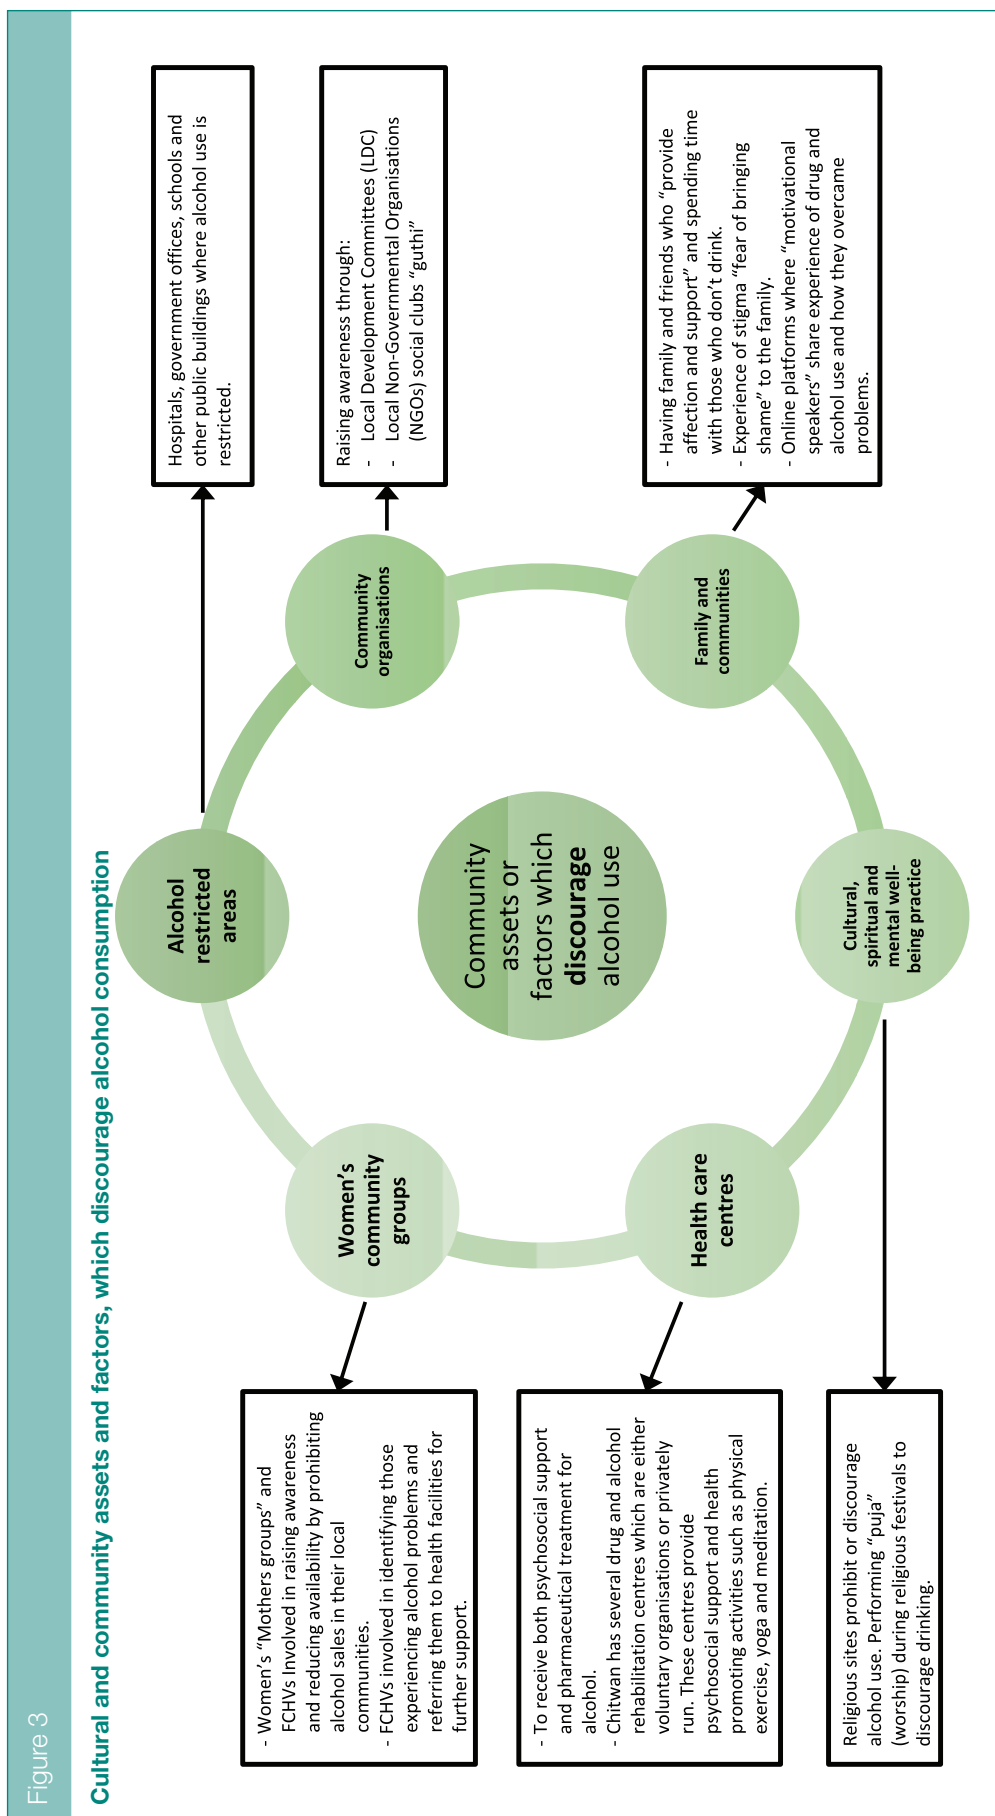 Figure 3
Cultural and community assets and factors, which discourage alcohol consumption
Community
assets or
factors which
discourage
alcohol use
Alcohol
restricted
areas
Hospitals, government offices, schools and
other public buildings where alcohol use is
restricted.
Community
organisations
Raising awareness through:
- Local Development Committees (LDC)
- Local Non-Governmental Organisations
(NGOs) social clubs “guthi”
Family and
communities
- Having family and friends who “provide
affection and support” and spending time
with those who don’t drink.
- Experience of stigma “fear of bringing
shame” to the family.
- Online platforms where “motivational
speakers” share experience of drug and
alcohol use and how they overcame
problems.
Cultural,
spiritual and
mental well-
being practice
Religious sites prohibit or discourage
alcohol use. Performing “puja”
(worship) during religious festivals to
discourage drinking.
Health care
centres
- To receive both psychosocial support
and pharmaceutical treatment for
alcohol.
- Chitwan has several drug and alcohol
rehabilitation centres which are either
voluntary organisations or privately
run. These centres provide
psychosocial support and health
promoting activities such as physical
exercise, yoga and meditation.
Women’s
community
groups
- Women’s “Mothers groups” and
FCHVs Involved in raising awareness
and reducing availability by prohibiting
alcohol sales in their local
communities.
- FCHVs involved in identifying those
experiencing alcohol problems and
referring them to health facilities for
further support.